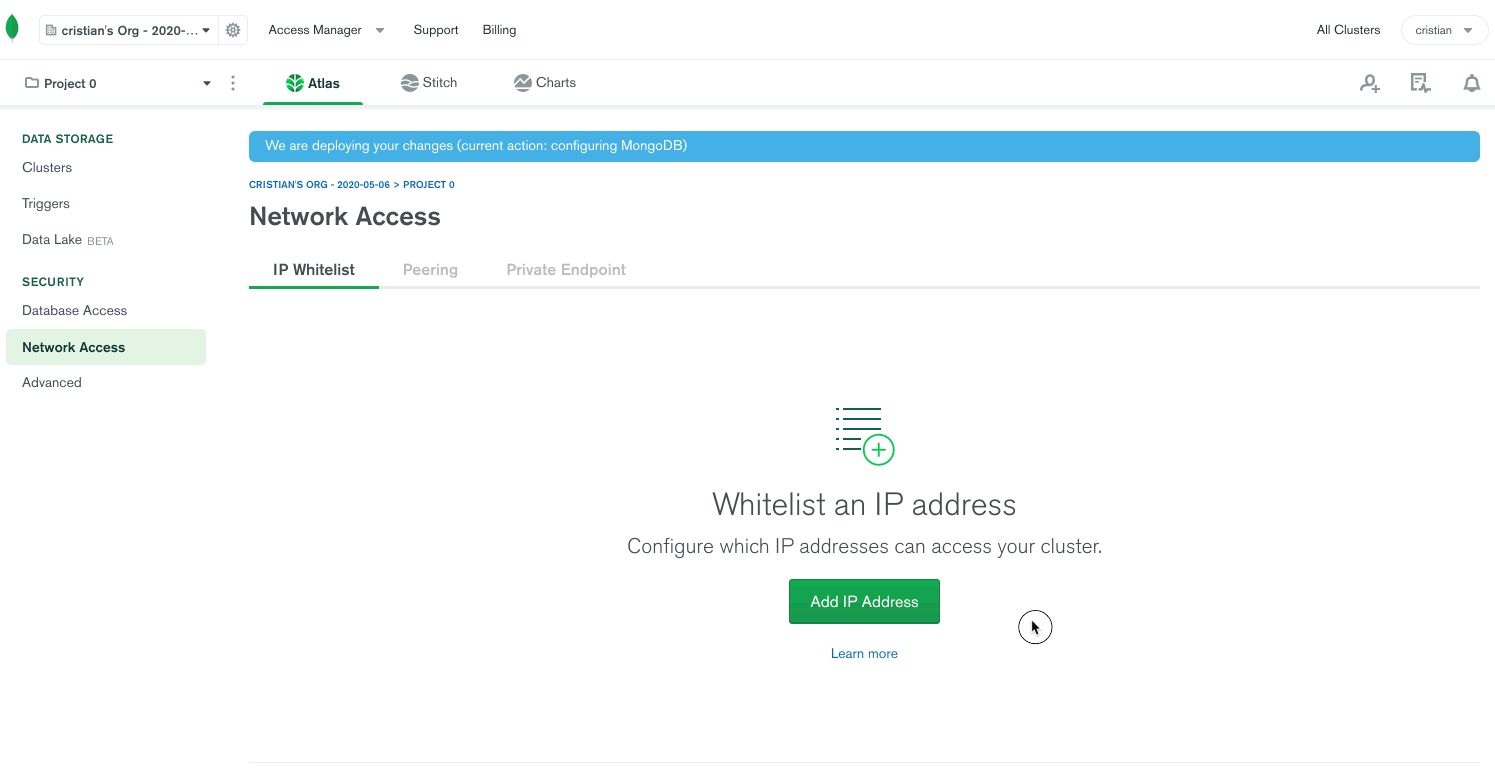 cristian's Org - 2020-... Access Manager Support Billing All Clusters cristian
Project 0 Atlas Stitch Charts
DATA STORAGE
Clusters
Triggers
Data Lake BETA
SECURITY
Database Access
Network Access
Advanced
We are deploying your changes (current action: configuring MongoDB)
CRISTIAN'S ORG - 2020-05-06 > PROJECT 0
Network Access
IP Whitelist Peering Private Endpoint
Whitelist an IP address
Configure which IP addresses can access your cluster.
Add IP Address
Learn more